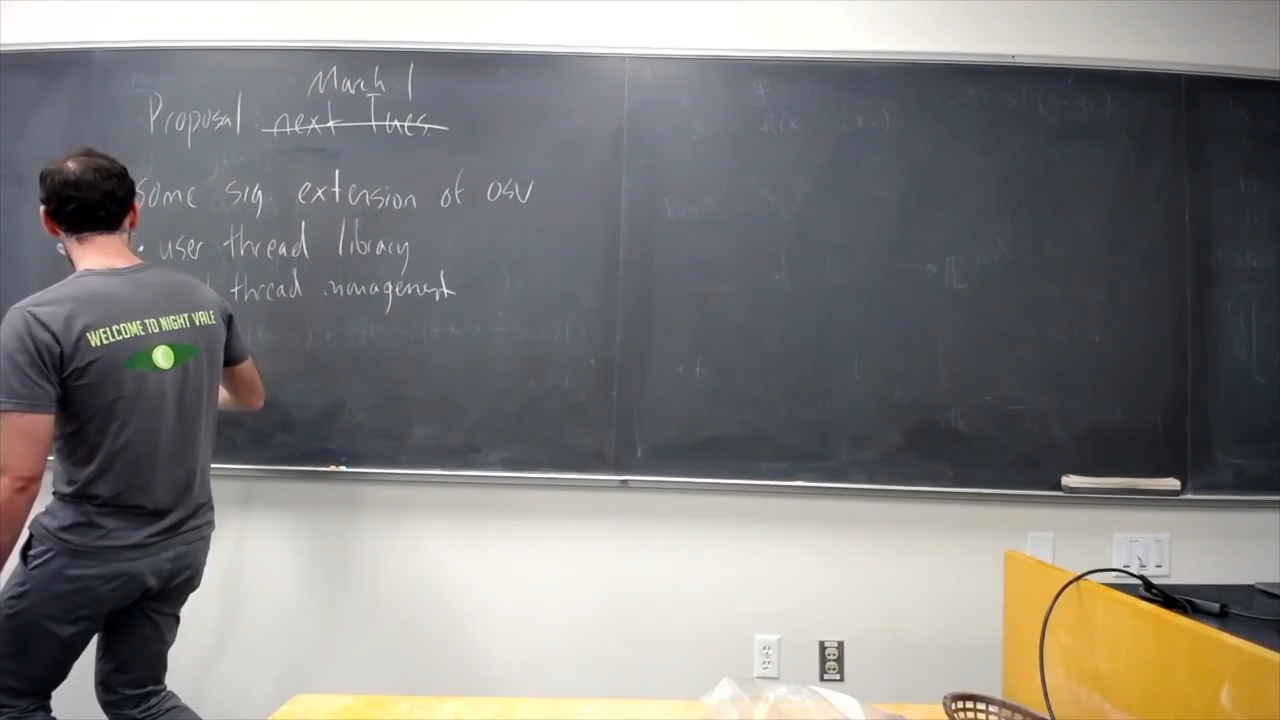 March 1
Proposal: next Tues.
some sig. extension of OSV
• user thread library
thread management
WELCOME TO NIGHT VALE